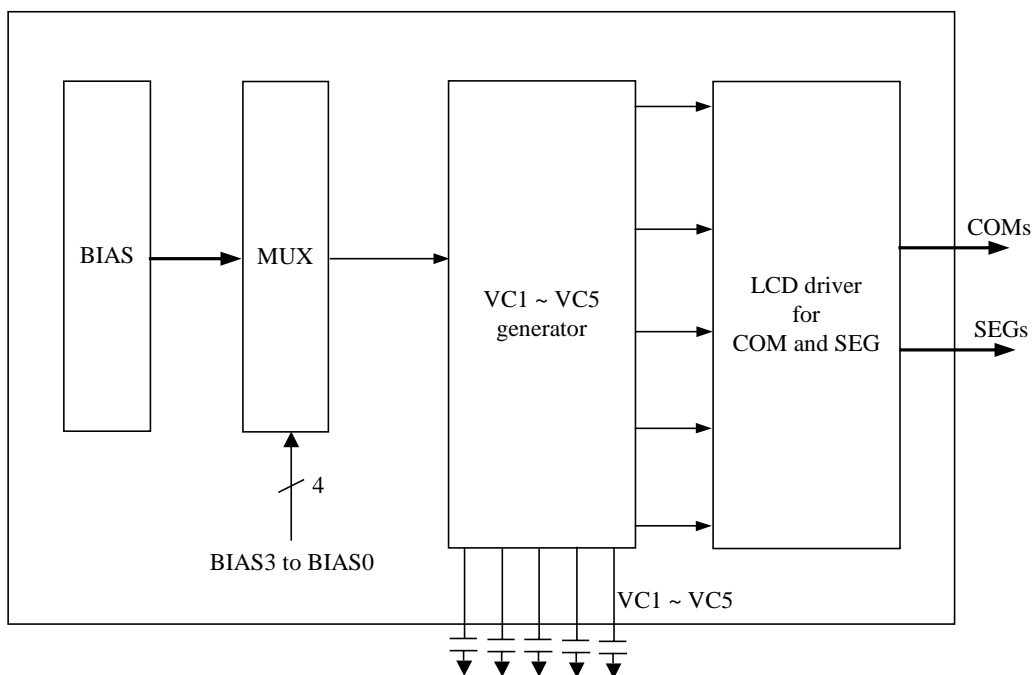 BIAS
MUX
VC1 ~ VC5
generator
LCD driver
for
COM and SEG
COMs
SEGs
4
BIAS3 to BIAS0
VC1 ~ VC5